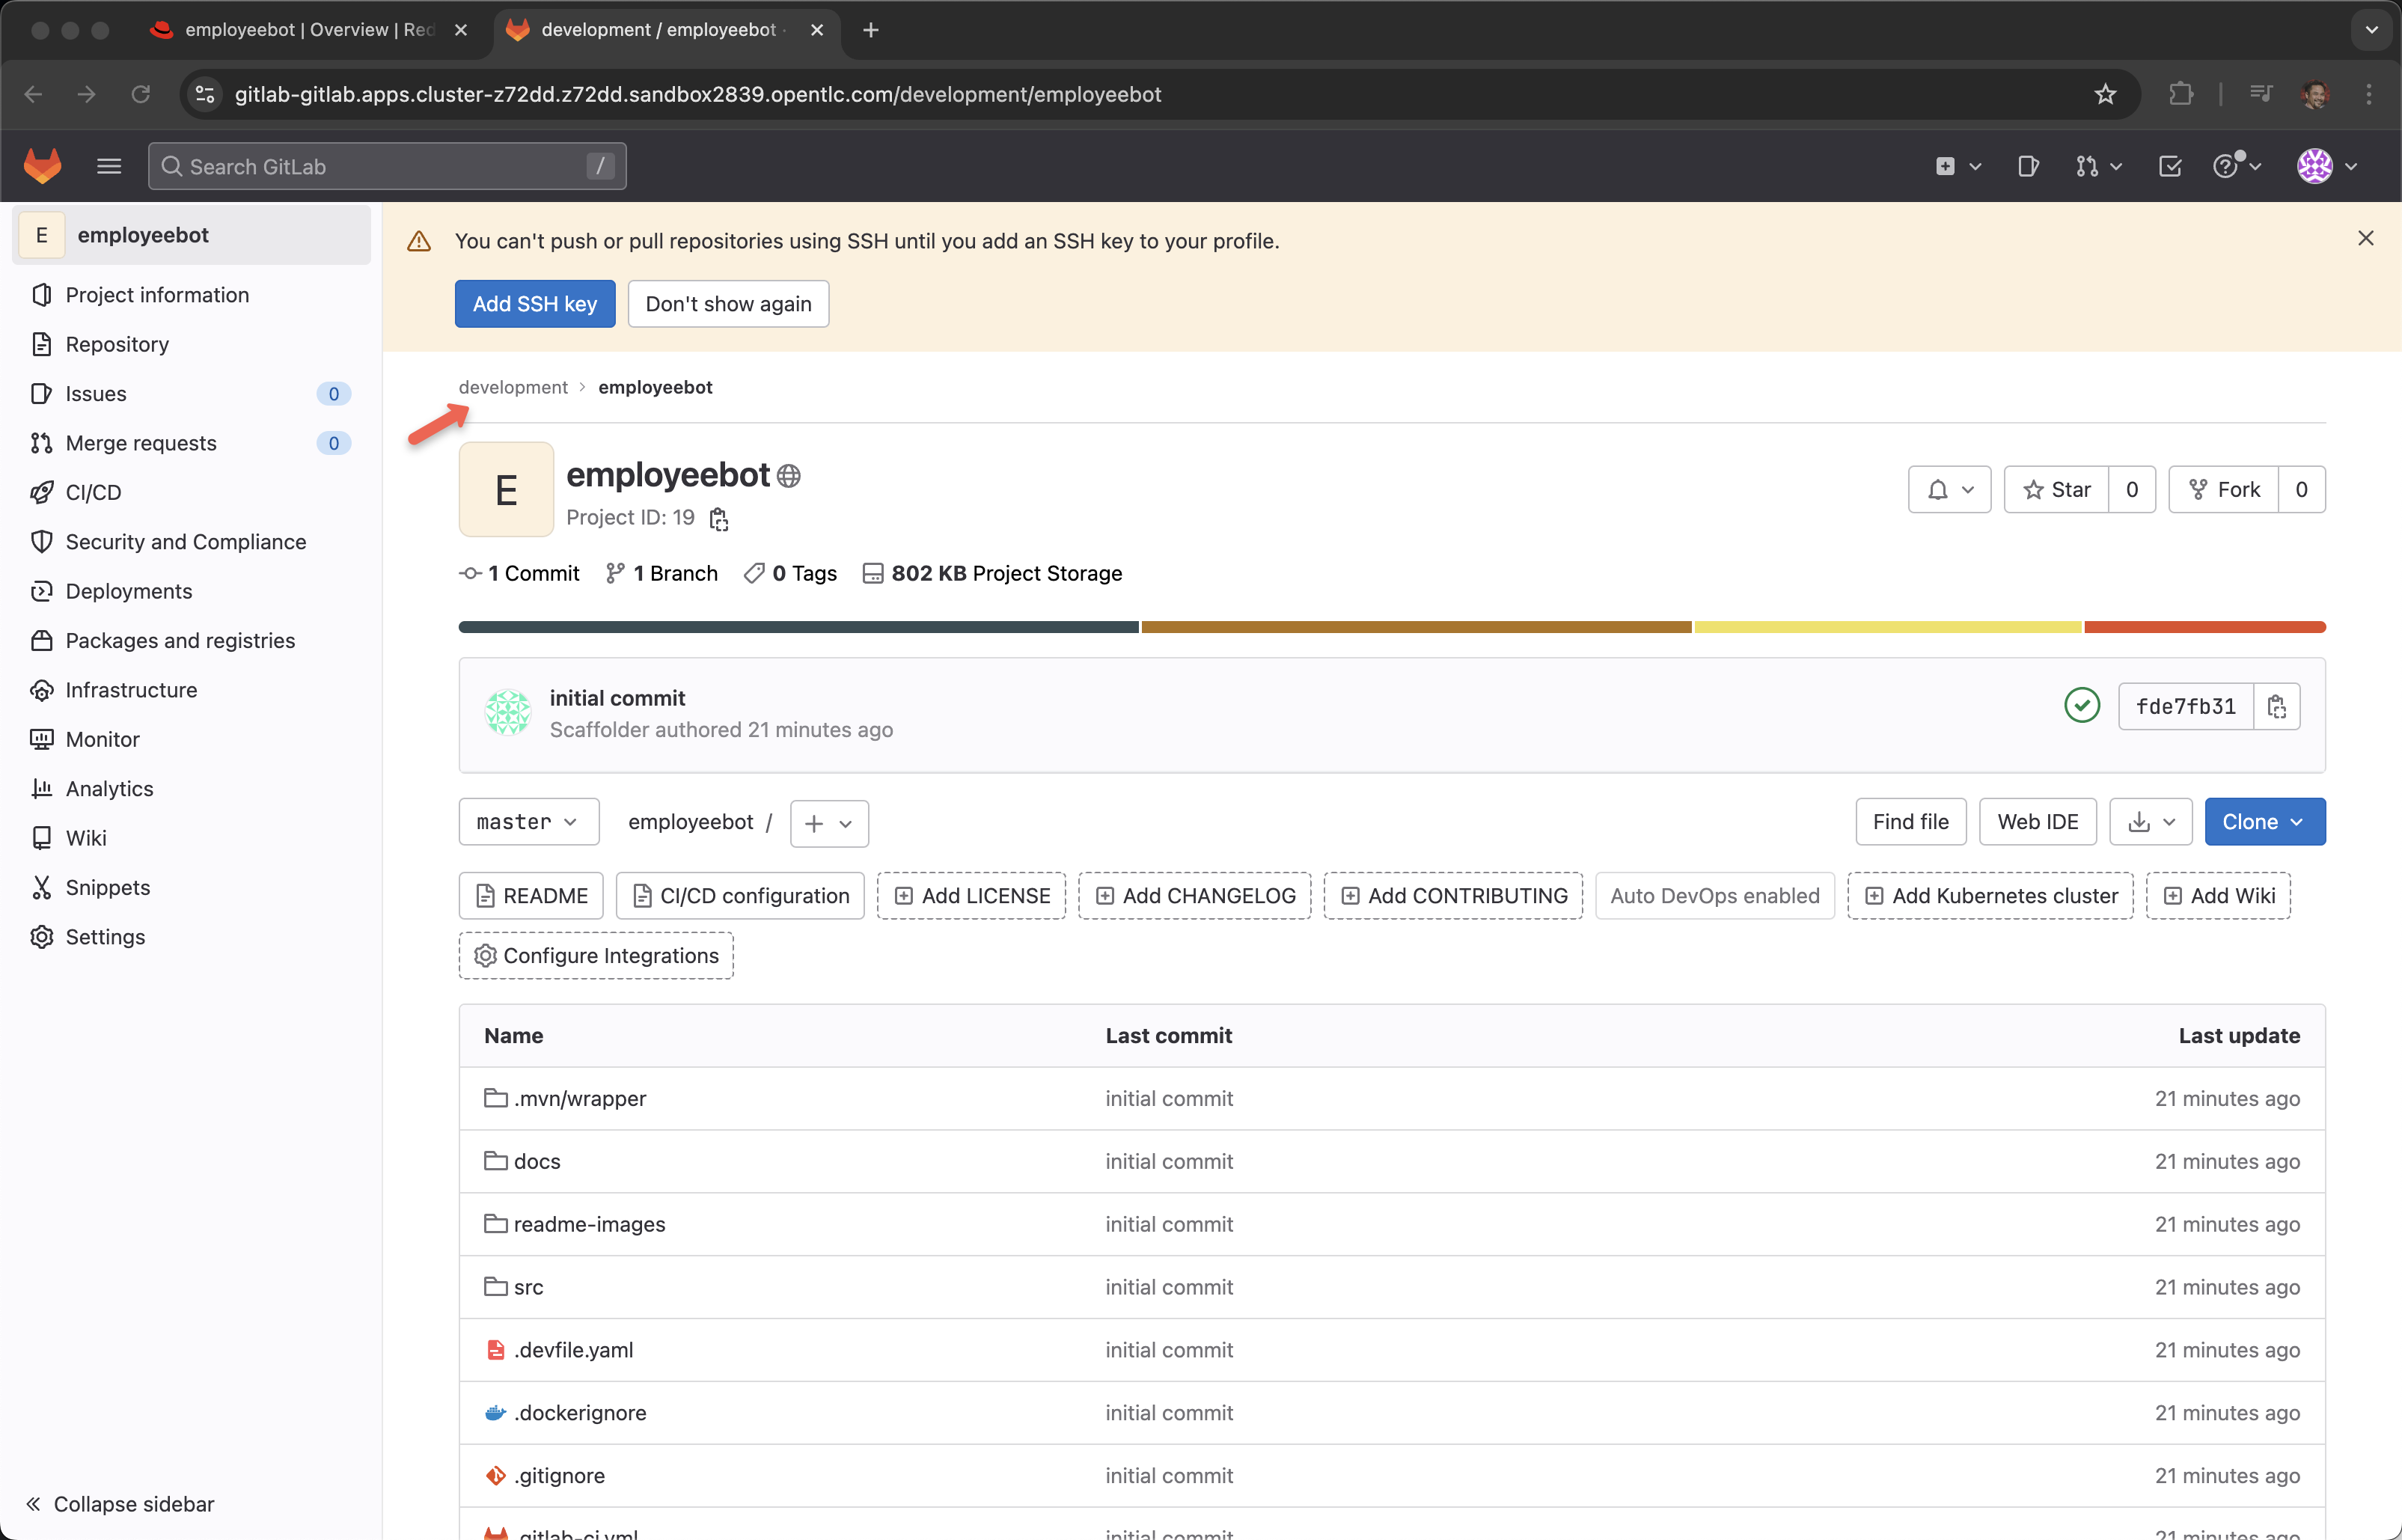 employeebot | Overview | Red
development / employeebot ·
gitlab-gitlab.apps.cluster-z72dd.z72dd.sandbox2839.opentlc.com/development/employeebot
Search GitLab /
E employeebot
Project information
Repository
Issues 0
Merge requests 0
CI/CD
Security and Compliance
Deployments
Packages and registries
Infrastructure
Monitor
Analytics
Wiki
Snippets
Settings
Collapse sidebar
You can't push or pull repositories using SSH until you add an SSH key to your profile.
Add SSH key Don't show again
development > employeebot
E
employeebot
Project ID: 19
Star 0 Fork 0
1 Commit 1 Branch 0 Tags 802 KB Project Storage
initial commit
Scaffolder authored 21 minutes ago
fde7fb31
master employeebot / +
Find file Web IDE Clone
README CI/CD configuration Add LICENSE Add CHANGELOG Add CONTRIBUTING Auto DevOps enabled Add Kubernetes cluster Add Wiki
Configure Integrations
Name Last commit Last update
.mvn/wrapper initial commit 21 minutes ago
docs initial commit 21 minutes ago
readme-images initial commit 21 minutes ago
src initial commit 21 minutes ago
.devfile.yaml initial commit 21 minutes ago
.dockerignore initial commit 21 minutes ago
.gitignore initial commit 21 minutes ago
.gitlab-ci.yml initial commit 21 minutes ago